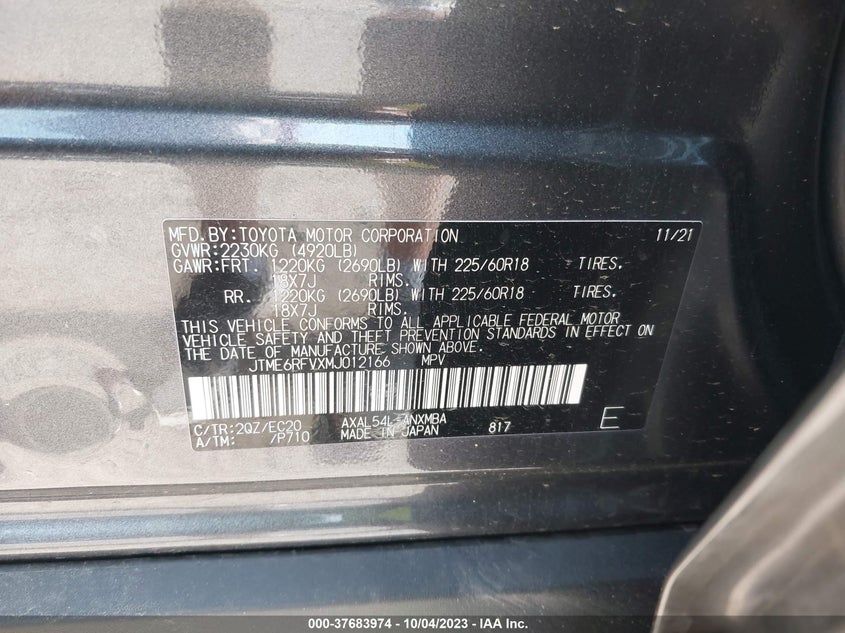 MFD.BY:TOYOTA MOTOR CORPORATION 11/21
GVWR:2230KG (4920LB)
GAWR:FRT. 1220KG (2690LB) WITH 225/60R18 TIRES.
18X7J RIMS.
RR. 1220KG (2690LB) WITH 225/60R18 TIRES.
18X7J RIMS.
THIS VEHICLE CONFORMS TO ALL APPLICABLE FEDERAL MOTOR
VEHICLE SAFETY AND THEFT PREVENTION STANDARDS IN EFFECT ON
THE DATE OF MANUFACTURE SHOWN ABOVE.
JTME6RFVXMJ012166 MPV
C/TR:2QZ/EC20 AXAL54L-ANXMBA
A/TM: /P710 MADE IN JAPAN 817 E
000-37683974 - 10/04/2023 - IAA Inc.